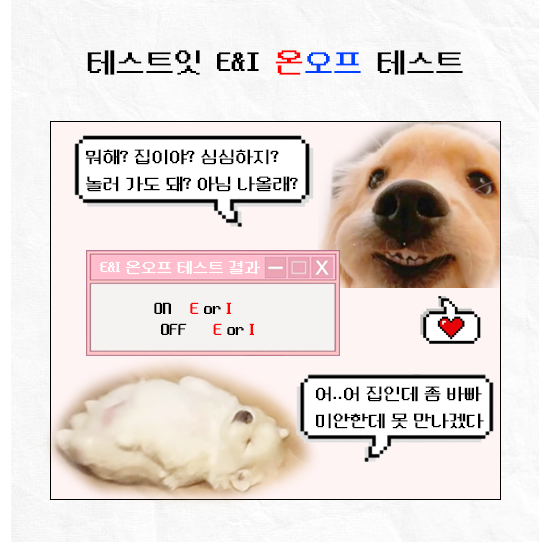 테스트잇 E&I 온오프 테스트
뭐해? 집이야? 심심하지?
놀러 가도 돼? 아님 나올래?
E&I 온오프 테스트 결과
ON E or I
OFF E or I
어..어 집인데 좀 바빠
미안한데 못 만나겠다